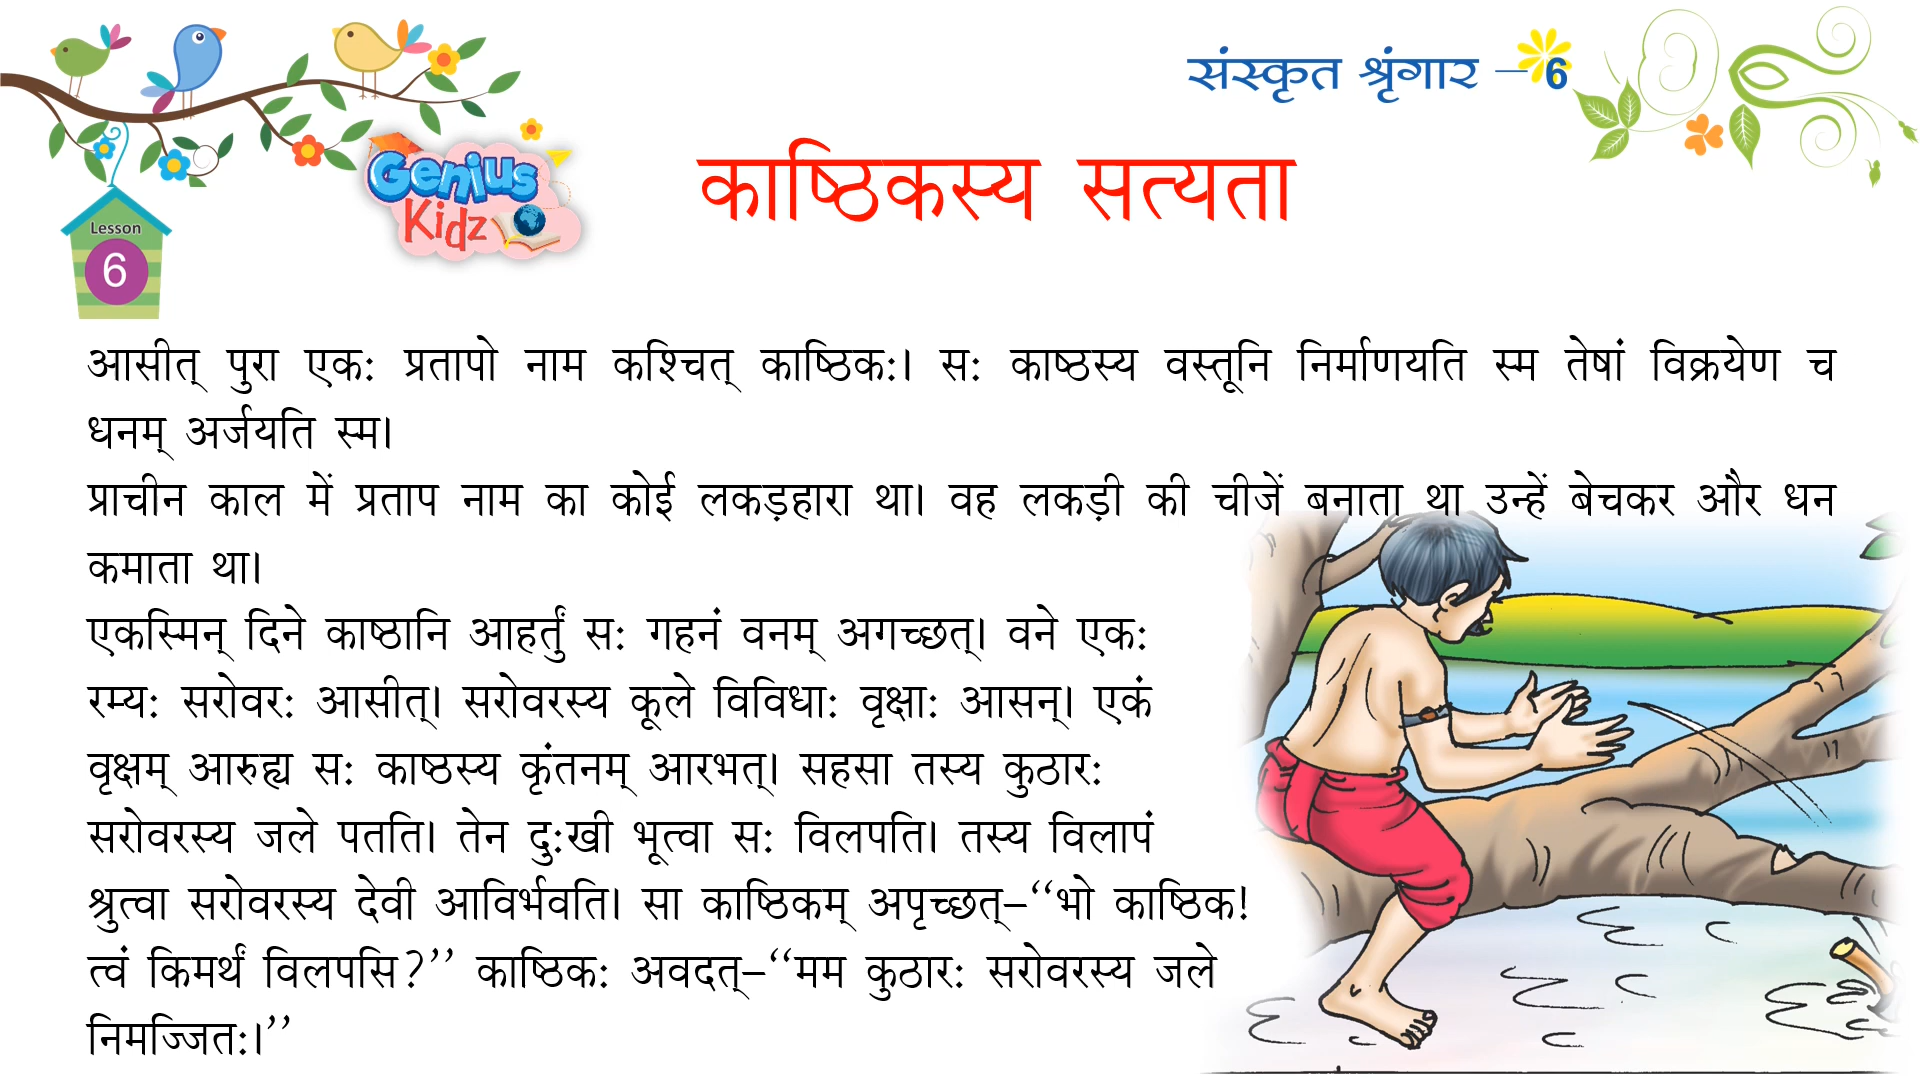 संस्कृत श्रृंगार – 6
Genius
Kidz
काष्ठिकस्य सत्यता
Lesson
6
आसीत् पुरा एकः प्रतापो नाम कश्चित् काष्ठिकः। सः काष्ठस्य वस्तूनि निर्माणयति स्म तेषां विक्रयेण च
धनम् अर्जयति स्म।
प्राचीन काल में प्रताप नाम का कोई लकड़हारा था। वह लकड़ी की चीजें बनाता था उन्हें बेचकर और धन
कमाता था।
एकस्मिन् दिने काष्ठानि आहर्तुं सः गहनं वनम् अगच्छत्। वने एकः
रम्यः सरोवरः आसीत्। सरोवरस्य कूले विविधाः वृक्षाः आसन्। एकं
वृक्षम् आरुह्य सः काष्ठस्य कृंतनम् आरभत्। सहसा तस्य कुठारः
सरोवरस्य जले पतति। तेन दुःखी भूत्वा सः विलपति। तस्य विलापं
श्रुत्वा सरोवरस्य देवी आविर्भवति। सा काष्ठिकम् अपृच्छत्–‘‘भो काष्ठिक!
त्वं किमर्थं विलपसि?’’ काष्ठिकः अवदत्–‘‘मम कुठारः सरोवरस्य जले
निमज्जितः।’’